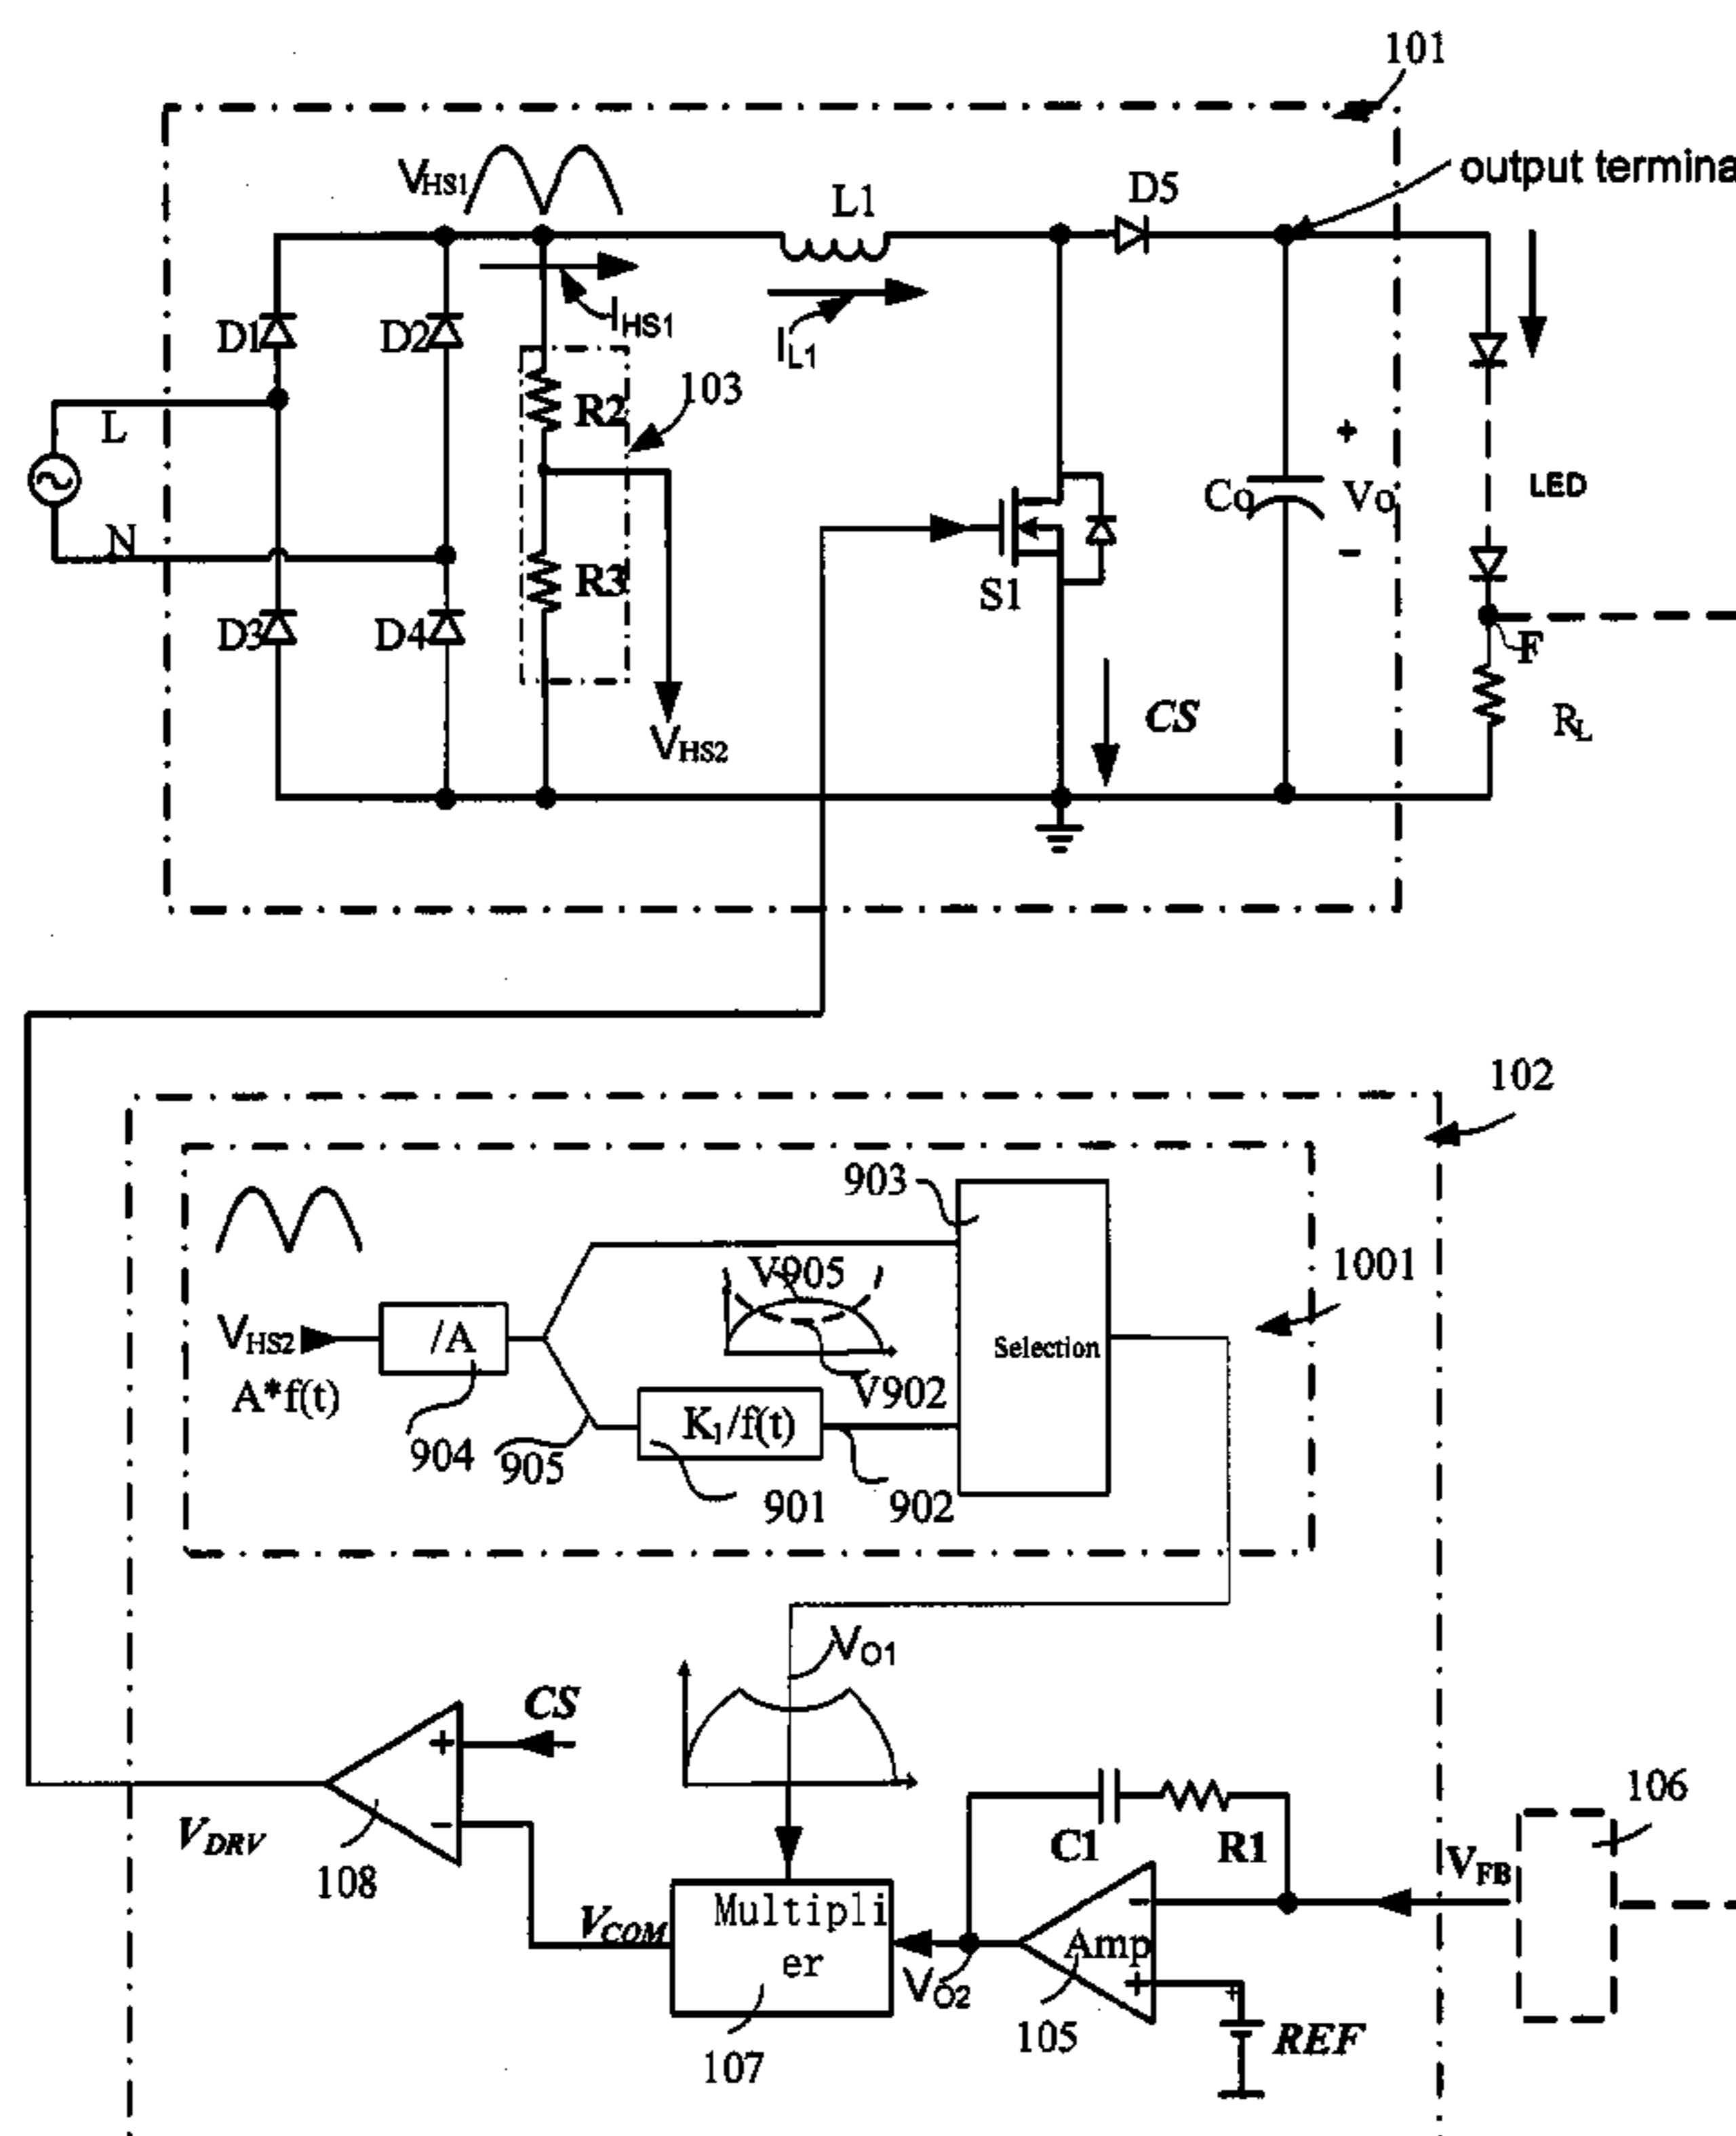 101
output termina
VHS1
L1
D5
IHS1
IL1
D1
D2
R2
103
L
N
R3
D3
D4
VHS2
S1
CS
Co
+
Vo
-
LED
F
RL
102
903
1001
V905
VHS2
/A
Selection
A*f(t)
K1/f(t)
V902
904
905
901
902
VO1
CS
+
-
VDRV
108
VCOM
Multipli
er
107
VO2
C1
R1
-
Amp
+
+
105
REF
VFB
106